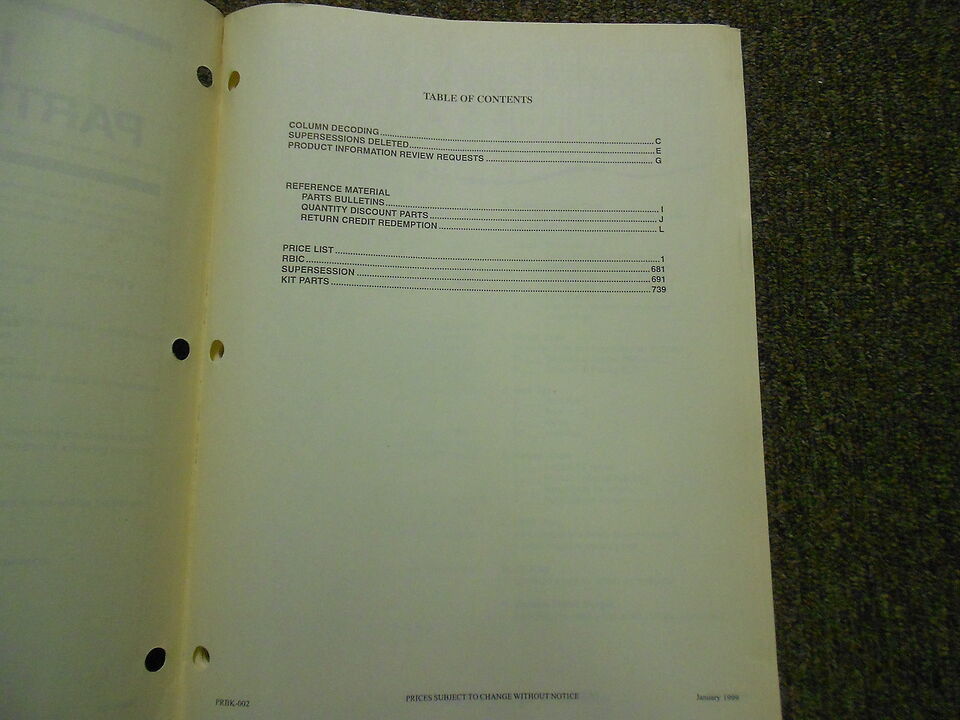 TABLE OF CONTENTS
COLUMN DECODING........C
SUPERSESSIONS DELETED........E
PRODUCT INFORMATION REVIEW REQUESTS........G
REFERENCE MATERIAL
PARTS BULLETINS........I
QUANTITY DISCOUNT PARTS........J
RETURN CREDIT REDEMPTION........L
PRICE LIST........1
RBIC........681
SUPERSESSION........691
KIT PARTS........739
PRBK-002 PRICES SUBJECT TO CHANGE WITHOUT NOTICE January 1999